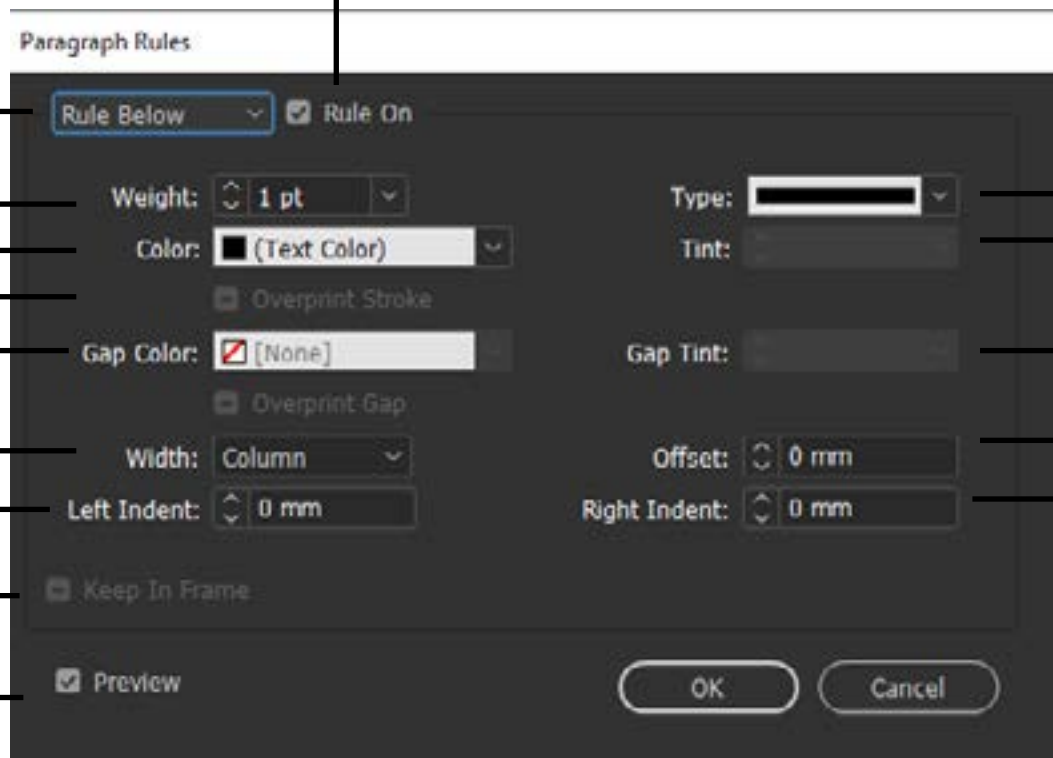 Paragraph Rules
Rule Below Rule On
Weight: 1 pt Type:
Color: (Text Color) Tint:
Overprint Stroke
Gap Color: [None] Gap Tint:
Overprint Gap
Width: Column Offset: 0 mm
Left Indent: 0 mm Right Indent: 0 mm
Keep In Frame
Preview OK Cancel